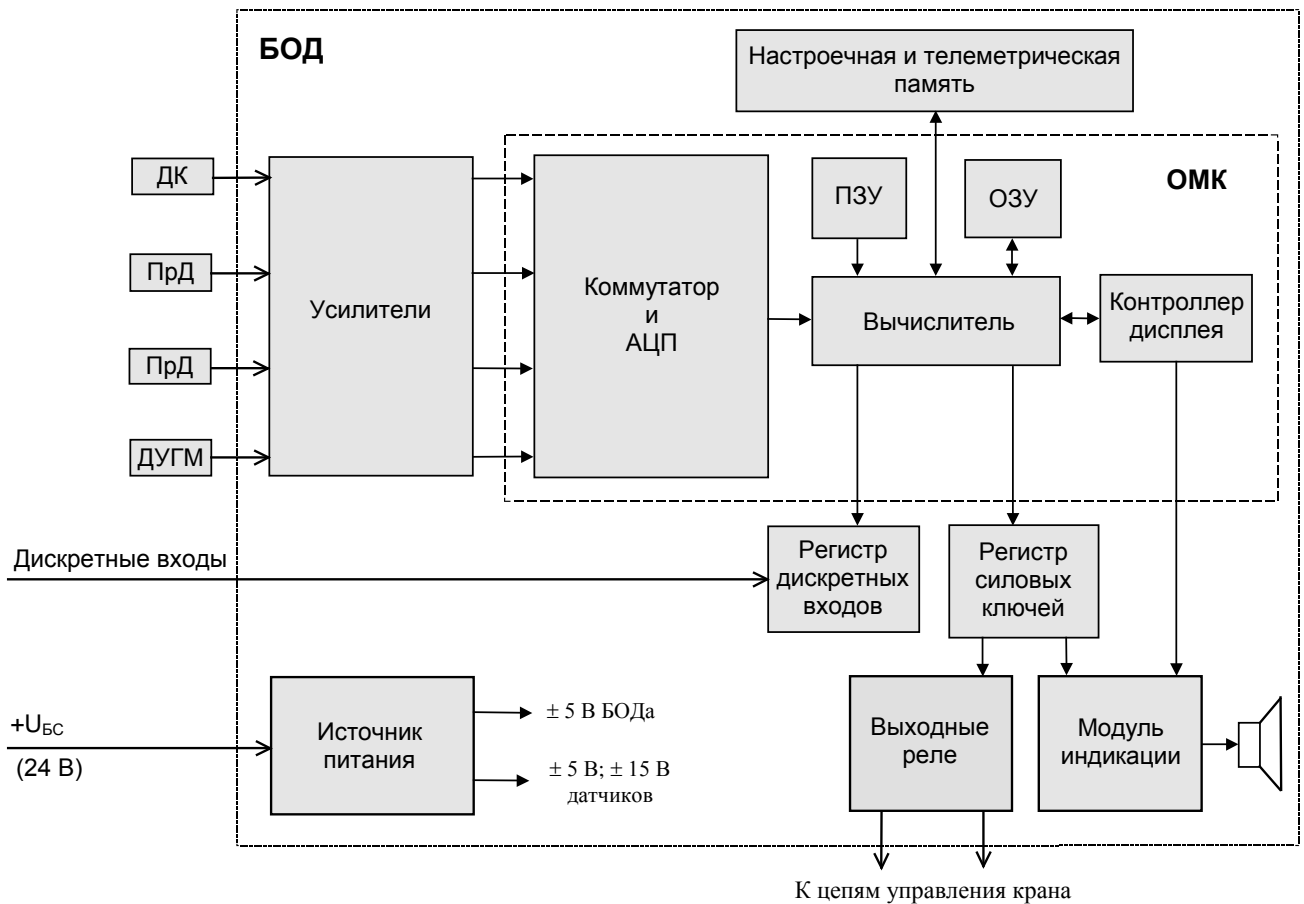 БОД
Настроечная и телеметрическая
память
ОМК
ДК
ПрД
ПрД
ДУГМ
Усилители
Коммутатор
и
АЦП
ПЗУ
ОЗУ
Вычислитель
Контроллер
дисплея
Дискретные входы
Регистр
дискретных
входов
Регистр
силовых
ключей
+UБС
(24 В)
Источник
питания
± 5 В БОДа
± 5 В; ± 15 В
датчиков
Выходные
реле
Модуль
индикации
К цепям управления крана